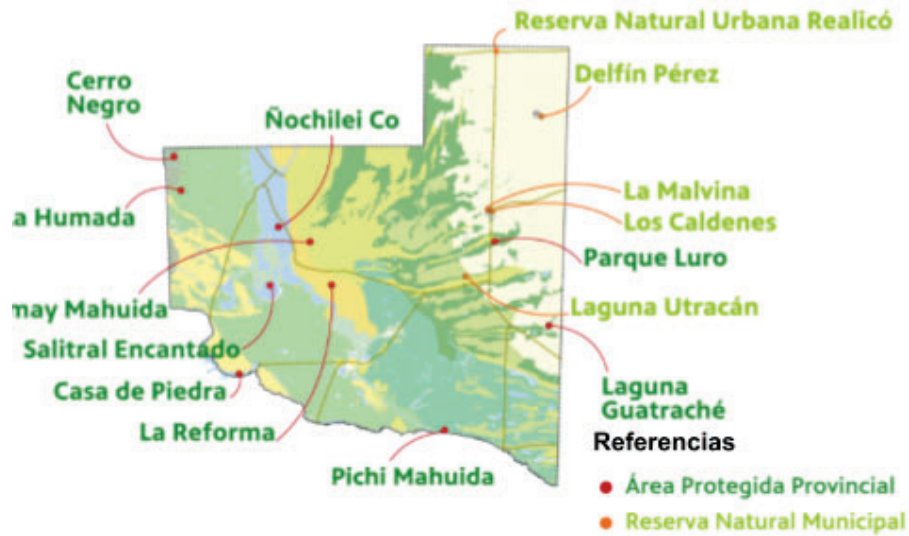 Reserva Natural Urbana Realicó
Delfín Pérez
Cerro
Negro
Ñochilei Co
La Malvina
a Humada
Los Caldenes
Parque Luro
may Mahuida
Laguna Utracán
Salitral Encantado
Casa de Piedra
Laguna
Guatraché
La Reforma
Referencias
Pichi Mahuida
Área Protegida Provincial
Reserva Natural Municipal